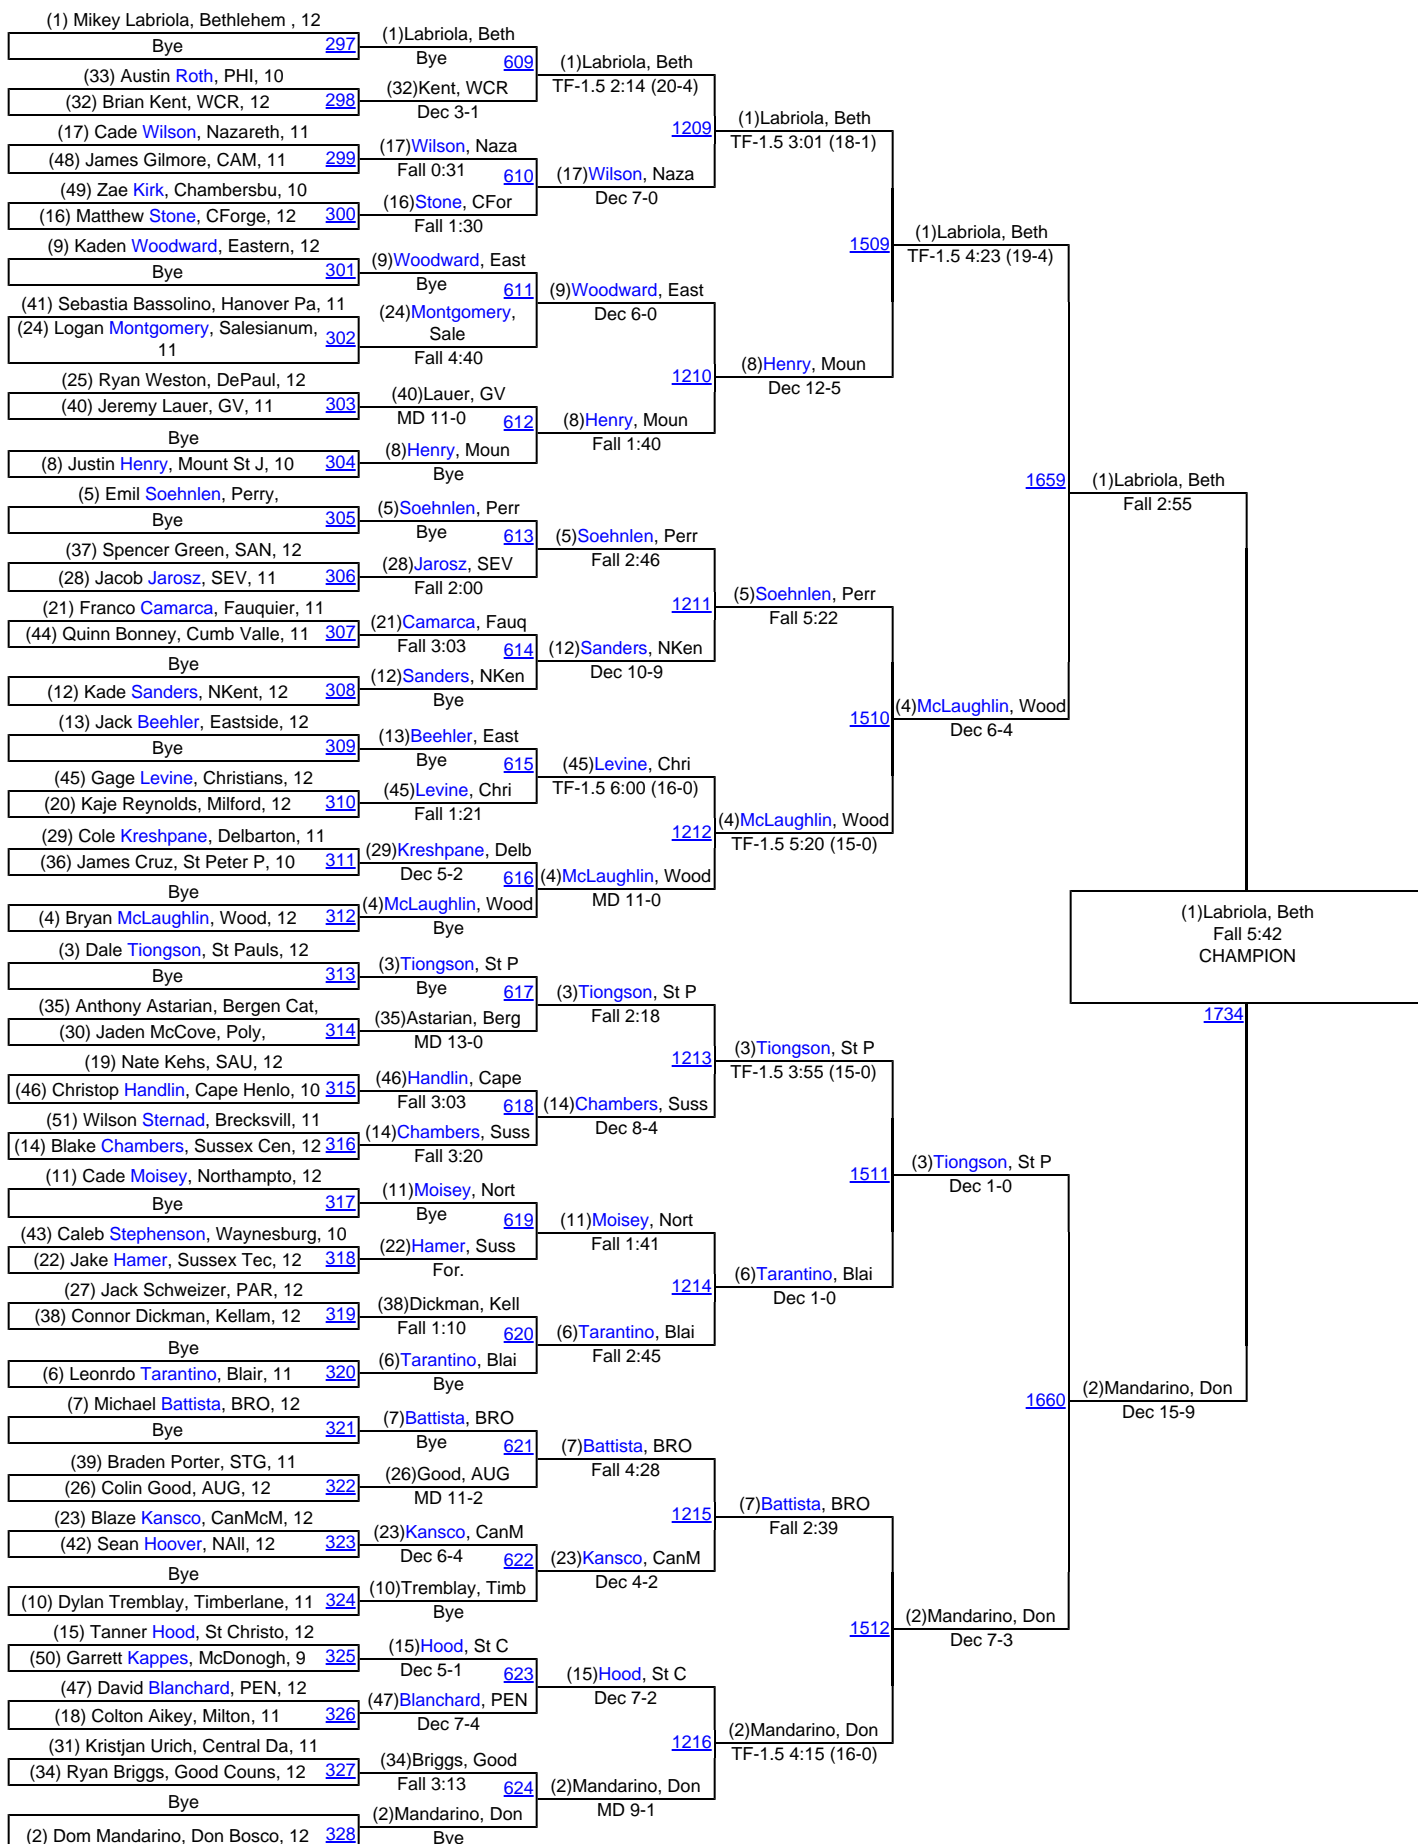 (1) Mikey Labriola, Bethlehem , 12
Bye 297
(33) Austin Roth, PHI, 10
(32) Brian Kent, WCR, 12 298
(17) Cade Wilson, Nazareth, 11
(48) James Gilmore, CAM, 11 299
(49) Zae Kirk, Chambersbu, 10
(16) Matthew Stone, CForge, 12 300
(9) Kaden Woodward, Eastern, 12
Bye 301
(41) Sebastia Bassolino, Hanover Pa, 11
(24) Logan Montgomery, Salesianum,
11 302
(25) Ryan Weston, DePaul, 12
(40) Jeremy Lauer, GV, 11 303
Bye
(8) Justin Henry, Mount St J, 10 304
(5) Emil Soehnlen, Perry,
Bye 305
(37) Spencer Green, SAN, 12
(28) Jacob Jarosz, SEV, 11 306
(21) Franco Camarca, Fauquier, 11
(44) Quinn Bonney, Cumb Valle, 11 307
Bye
(12) Kade Sanders, NKent, 12 308
(13) Jack Beehler, Eastside, 12
Bye 309
(45) Gage Levine, Christians, 12
(20) Kaje Reynolds, Milford, 12 310
(29) Cole Kreshpane, Delbarton, 11
(36) James Cruz, St Peter P, 10 311
Bye
(4) Bryan McLaughlin, Wood, 12 312
(3) Dale Tiongson, St Pauls, 12
Bye 313
(35) Anthony Astarian, Bergen Cat,
(30) Jaden McCove, Poly, 314
(19) Nate Kehs, SAU, 12
(46) Christop Handlin, Cape Henlo, 10 315
(51) Wilson Sternad, Brecksvill, 11
(14) Blake Chambers, Sussex Cen, 12 316
(11) Cade Moisey, Northampto, 12
Bye 317
(43) Caleb Stephenson, Waynesburg, 10
(22) Jake Hamer, Sussex Tec, 12 318
(27) Jack Schweizer, PAR, 12
(38) Connor Dickman, Kellam, 12 319
Bye
(6) Leonrdo Tarantino, Blair, 11 320
(7) Michael Battista, BRO, 12
Bye 321
(39) Braden Porter, STG, 11
(26) Colin Good, AUG, 12 322
(23) Blaze Kansco, CanMcM, 12
(42) Sean Hoover, NAll, 12 323
Bye
(10) Dylan Tremblay, Timberlane, 11 324
(15) Tanner Hood, St Christo, 12
(50) Garrett Kappes, McDonogh, 9 325
(47) David Blanchard, PEN, 12
(18) Colton Aikey, Milton, 11 326
(31) Kristjan Urich, Central Da, 11
(34) Ryan Briggs, Good Couns, 12 327
Bye
(2) Dom Mandarino, Don Bosco, 12 328
(1)Labriola, Beth
Bye 609
(32)Kent, WCR
Dec 3-1
(17)Wilson, Naza
Fall 0:31 610
(16)Stone, CFor
Fall 1:30
(9)Woodward, East
Bye 611
(24)Montgomery,
Sale
Fall 4:40
(40)Lauer, GV
MD 11-0 612
(8)Henry, Moun
Bye
(5)Soehnlen, Perr
Bye 613
(28)Jarosz, SEV
Fall 2:00
(21)Camarca, Fauq
Fall 3:03 614
(12)Sanders, NKen
Bye
(13)Beehler, East
Bye 615
(45)Levine, Chri
Fall 1:21
(29)Kreshpane, Delb
Dec 5-2 616
(4)McLaughlin, Wood
Bye
(3)Tiongson, St P
Bye 617
(35)Astarian, Berg
MD 13-0
(46)Handlin, Cape
Fall 3:03 618
(14)Chambers, Suss
Fall 3:20
(11)Moisey, Nort
Bye 619
(22)Hamer, Suss
For.
(38)Dickman, Kell
Fall 1:10 620
(6)Tarantino, Blai
Bye
(7)Battista, BRO
Bye 621
(26)Good, AUG
MD 11-2
(23)Kansco, CanM
Dec 6-4 622
(10)Tremblay, Timb
Bye
(15)Hood, St C
Dec 5-1 623
(47)Blanchard, PEN
Dec 7-4
(34)Briggs, Good
Fall 3:13 624
(2)Mandarino, Don
Bye
(1)Labriola, Beth
TF-1.5 2:14 (20-4)
1209
(17)Wilson, Naza
Dec 7-0
(9)Woodward, East
Dec 6-0
1210
(8)Henry, Moun
Fall 1:40
(5)Soehnlen, Perr
Fall 2:46
1211
(12)Sanders, NKen
Dec 10-9
(45)Levine, Chri
TF-1.5 6:00 (16-0)
1212
(4)McLaughlin, Wood
MD 11-0
(3)Tiongson, St P
Fall 2:18
1213
(14)Chambers, Suss
Dec 8-4
(11)Moisey, Nort
Fall 1:41
1214
(6)Tarantino, Blai
Fall 2:45
(7)Battista, BRO
Fall 4:28
1215
(23)Kansco, CanM
Dec 4-2
(15)Hood, St C
Dec 7-2
1216
(2)Mandarino, Don
MD 9-1
(1)Labriola, Beth
TF-1.5 3:01 (18-1)
1509
(8)Henry, Moun
Dec 12-5
(5)Soehnlen, Perr
Fall 5:22
1510
(4)McLaughlin, Wood
TF-1.5 5:20 (15-0)
(3)Tiongson, St P
TF-1.5 3:55 (15-0)
1511
(6)Tarantino, Blai
Dec 1-0
(7)Battista, BRO
Fall 2:39
1512
(2)Mandarino, Don
TF-1.5 4:15 (16-0)
(1)Labriola, Beth
TF-1.5 4:23 (19-4)
1659
(4)McLaughlin, Wood
Dec 6-4
(3)Tiongson, St P
Dec 1-0
1660
(2)Mandarino, Don
Dec 7-3
(1)Labriola, Beth
Fall 2:55
1734
(2)Mandarino, Don
Dec 15-9
(1)Labriola, Beth
Fall 5:42
CHAMPION